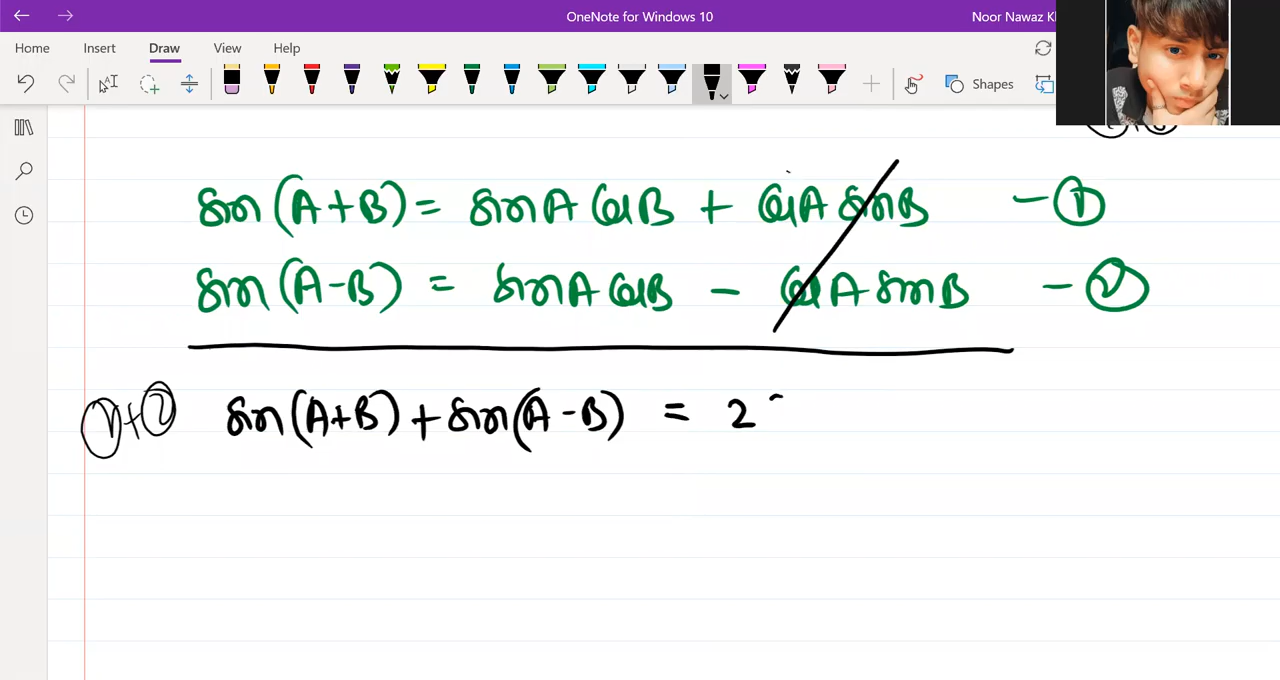 OneNote for Windows 10
Noor Nawaz Kh
Home Insert Draw View Help
Shapes
sin(A+B) = sinA cosB + cosA sinB - ①
sin(A-B) = sinA cosB - cosA sinB - ②
①+② sin(A+B)+sin(A-B) = 2